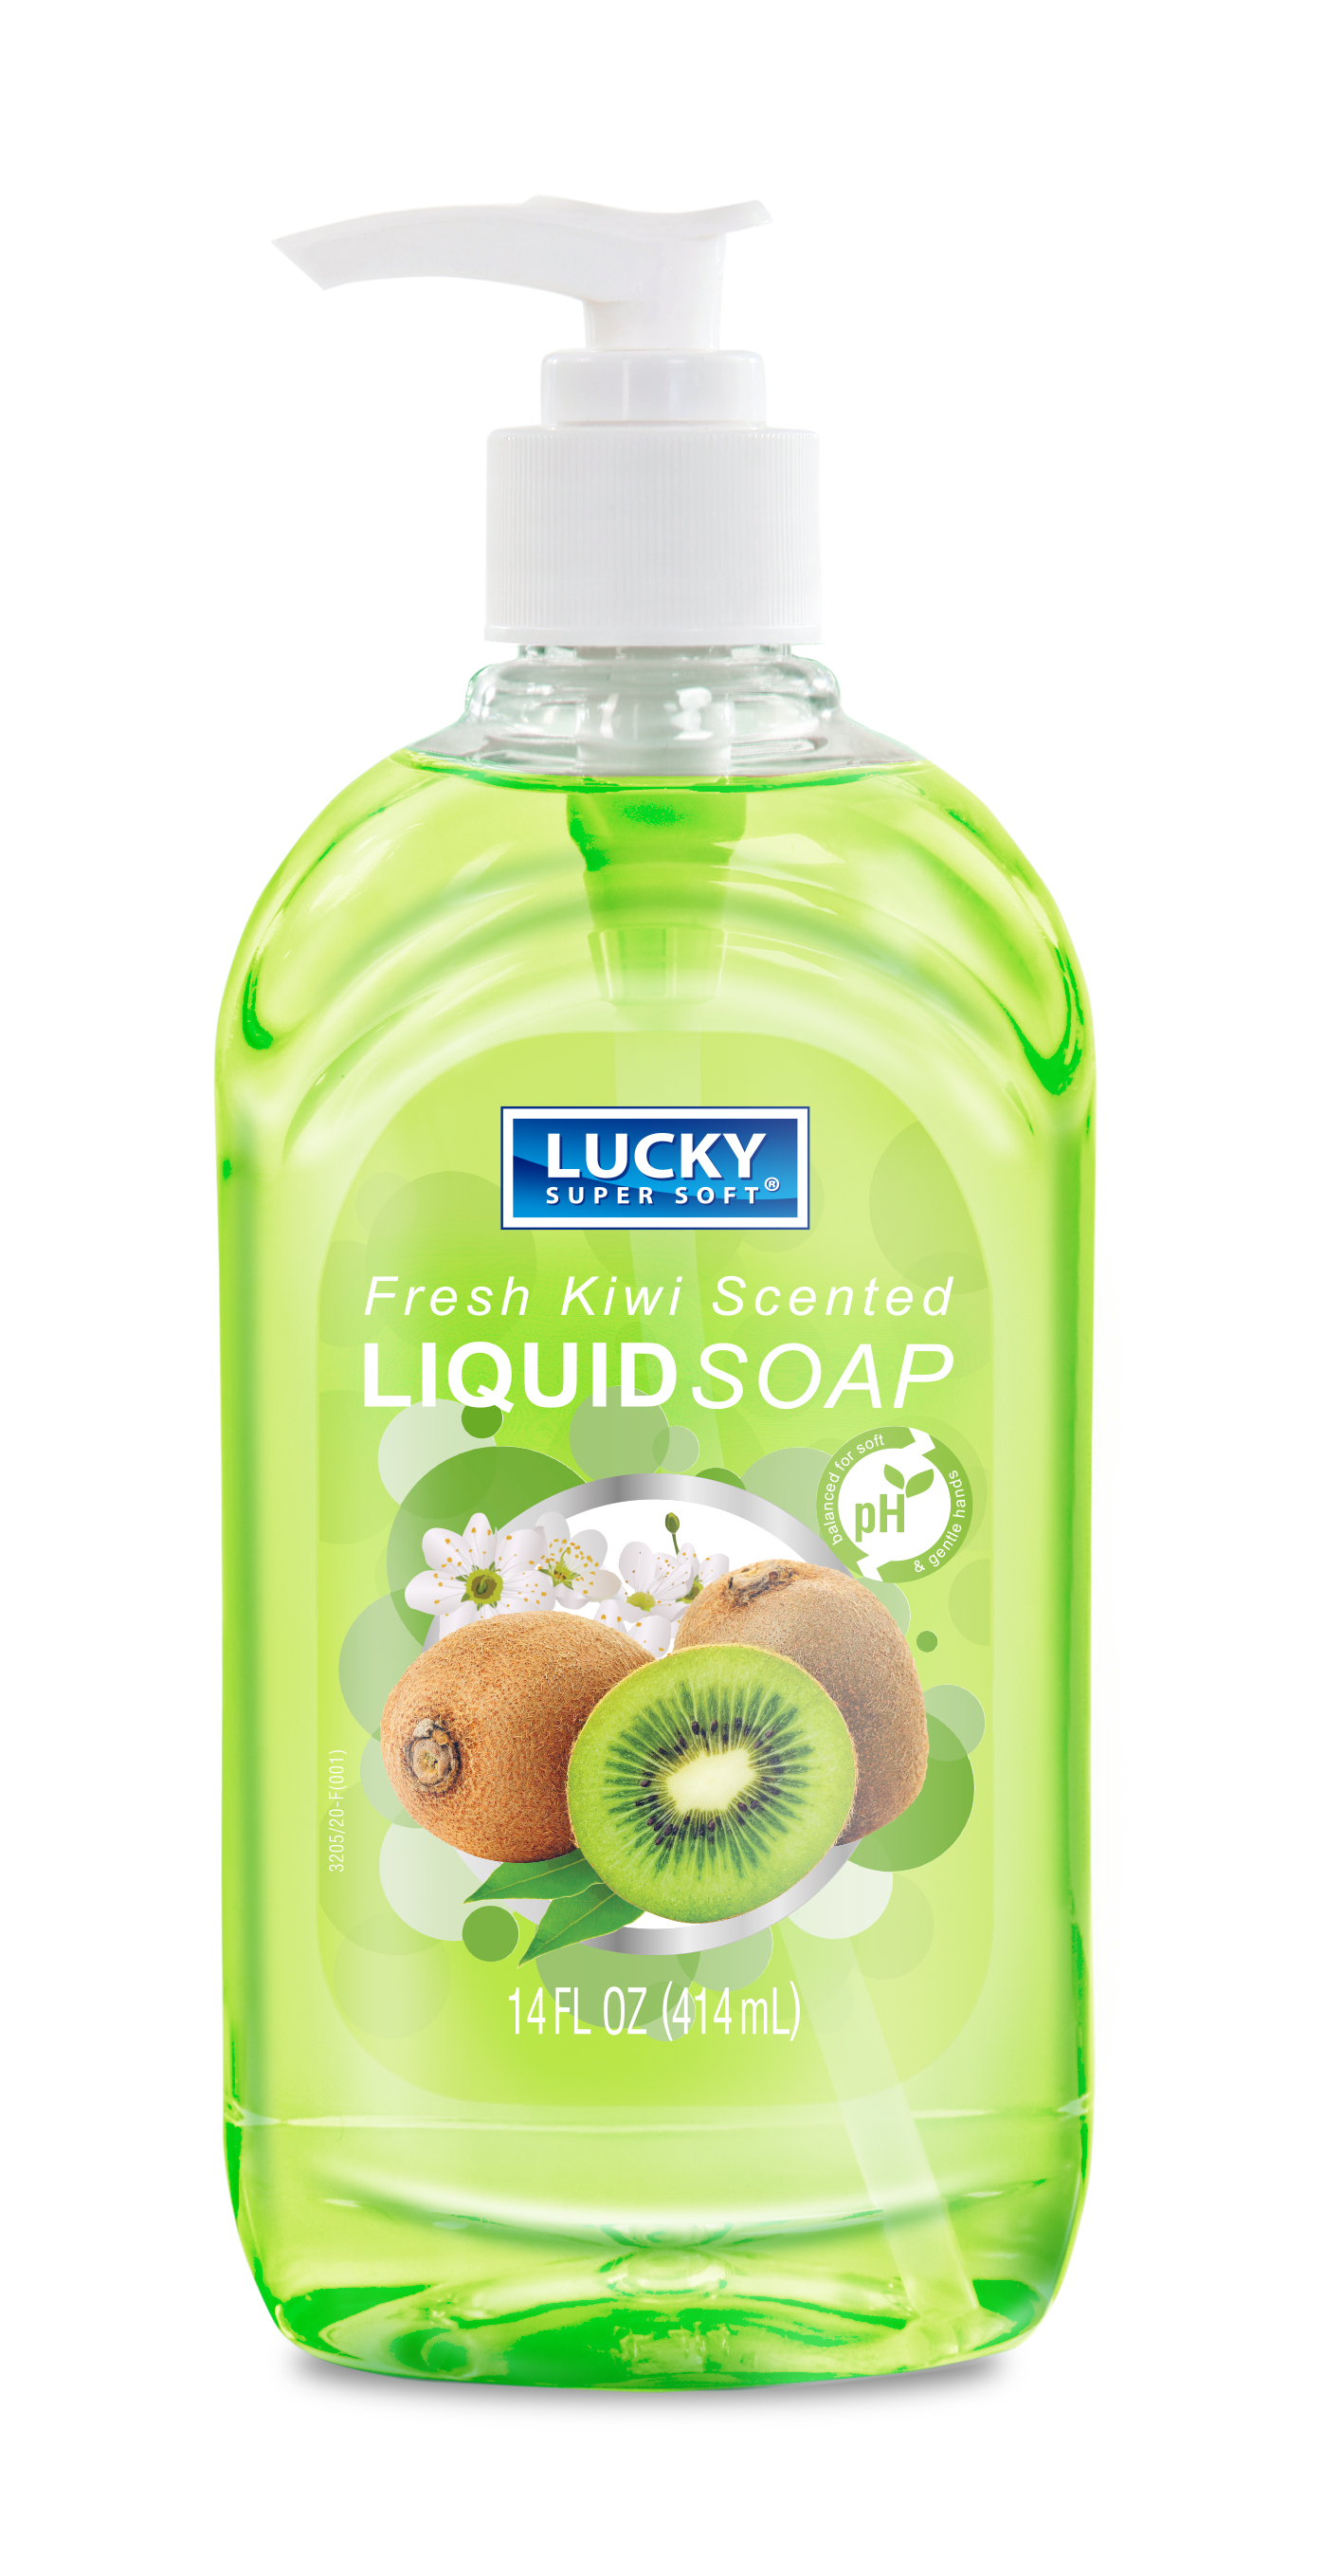 LUCKY
SUPER SOFT®
Fresh Kiwi Scented
LIQUID SOAP
balanced for soft
pH
& gentle hands
3205/20-F(001)
14 FL OZ (414 mL)